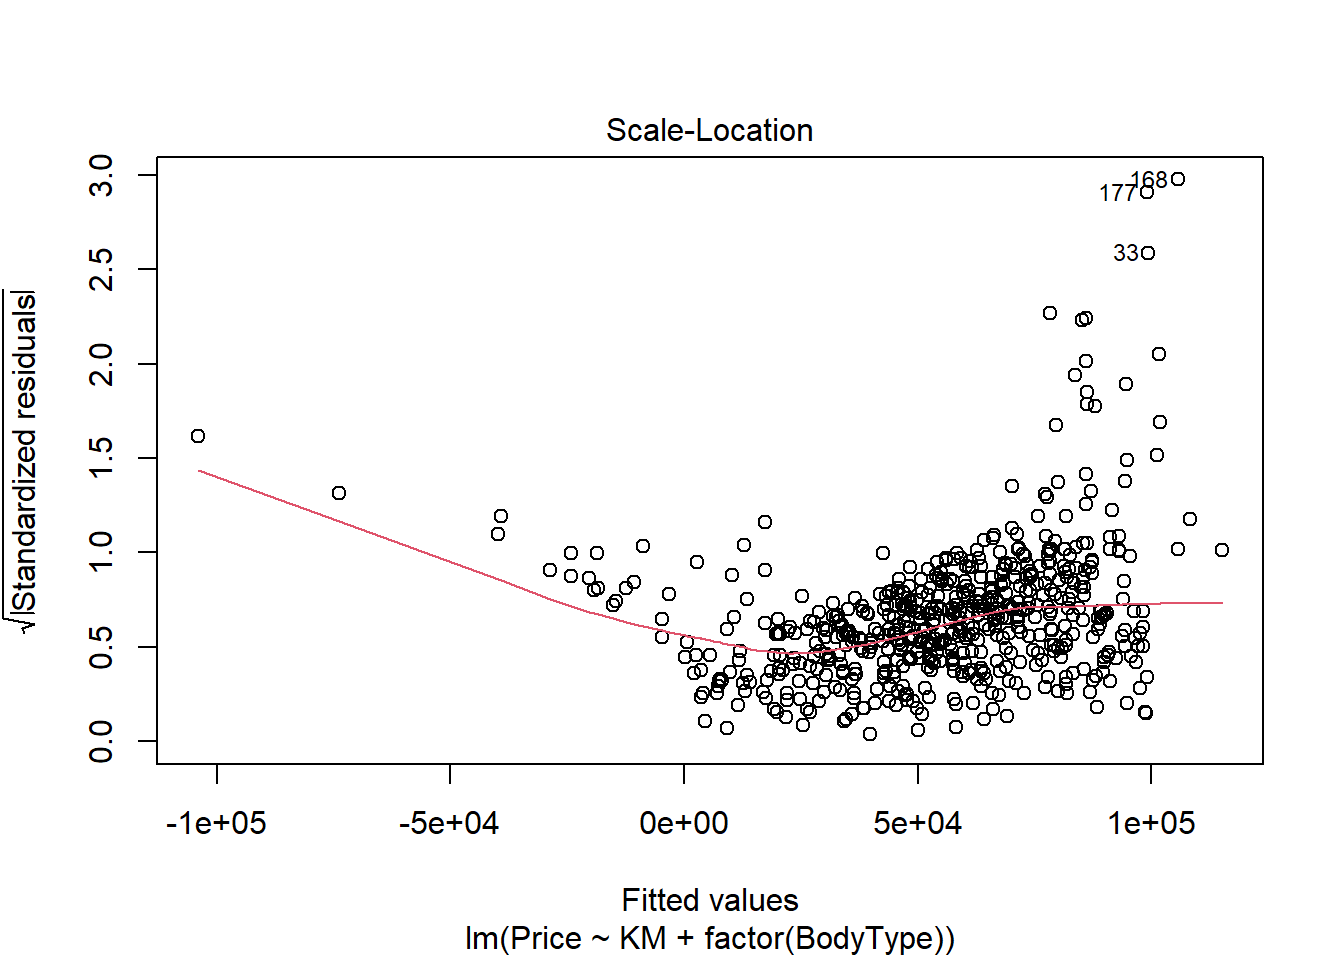 Scale-Location
√|Standardized residuals|
3.0
2.5
2.0
1.5
1.0
0.5
0.0
168
177
33
-1e+05 -5e+04 0e+00 5e+04 1e+05
Fitted values
lm(Price ~ KM + factor(BodyType))